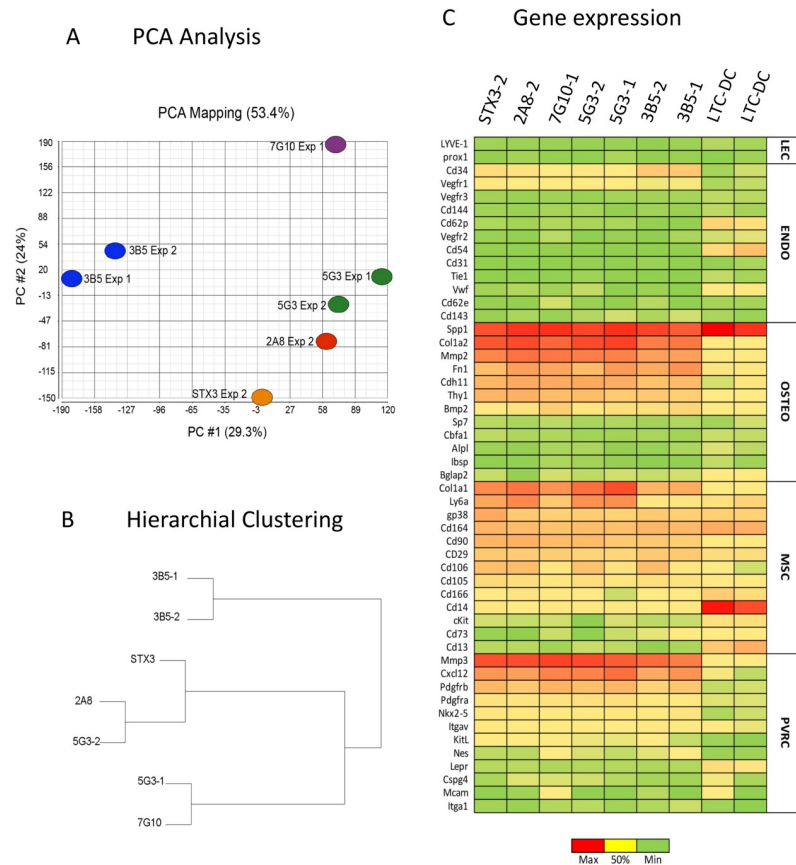 A PCA Analysis
PCA Mapping (53.4%)
190
156
122
88
54
20
-13
-47
-81
-115
-150
PC #2 (24%)
7G10 Exp 1
3B5 Exp 2
3B5 Exp 1
5G3 Exp 1
5G3 Exp 2
2A8 Exp 2
STX3 Exp 2
-190 -158 -127 -96 -65 -34 -3 27 58 89 120
PC #1 (29.3%)
B Hierarchial Clustering
3B5-1
3B5-2
STX3
2A8
5G3-2
5G3-1
7G10
C Gene expression
STX3-2 2A8-2 7G10-1 5G3-2 5G3-1 3B5-2 3B5-1 LTC-DC LTC-DC
LYVE-1
prox1
LEC
Cd34
Vegfr1
Vegfr3
Cd144
Cd62p
Vegfr2
Cd54
Cd31
Tie1
Vwf
Cd62e
Cd143
ENDO
Spp1
Col1a2
Mmp2
Fn1
Cdh11
Thy1
Bmp2
Sp7
Cbfa1
Alpl
Ibsp
Bglap2
OSTEO
Col1a1
Ly6a
gp38
Cd164
Cd90
CD29
Cd106
Cd105
Cd166
Cd14
cKit
Cd73
Cd13
MSC
Mmp3
Cxcl12
Pdgfrb
Pdgfra
Nkx2-5
Itgav
KitL
Nes
Lepr
Cspg4
Mcam
Itga1
PVRC
Max 50% Min